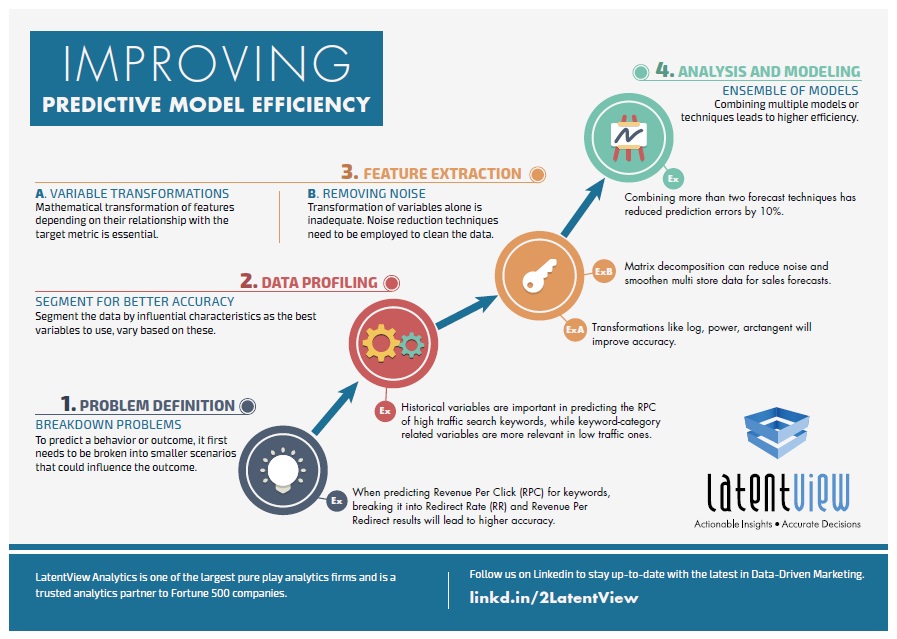 IMPROVING
PREDICTIVE MODEL EFFICIENCY
4. ANALYSIS AND MODELING
ENSEMBLE OF MODELS
Combining multiple models or
techniques leads to higher efficiency.
Ex
Combining more than two forecast techniques has
reduced prediction errors by 10%.
3. FEATURE EXTRACTION
A. VARIABLE TRANSFORMATIONS
Mathematical transformation of features
depending on their relationship with the
target metric is essential.
B. REMOVING NOISE
Transformation of variables alone is
inadequate. Noise reduction techniques
need to be employed to clean the data.
ExB
Matrix decomposition can reduce noise and
smoothen multi store data for sales forecasts.
ExA
Transformations like log, power, arctangent will
improve accuracy.
2. DATA PROFILING
SEGMENT FOR BETTER ACCURACY
Segment the data by influential characteristics as the best
variables to use, vary based on these.
Ex
Historical variables are important in predicting the RPC
of high traffic search keywords, while keyword-category
related variables are more relevant in low traffic ones.
1. PROBLEM DEFINITION
BREAKDOWN PROBLEMS
To predict a behavior or outcome, it first
needs to be broken into smaller scenarios
that could influence the outcome.
Ex
When predicting Revenue Per Click (RPC) for keywords,
breaking it into Redirect Rate (RR) and Revenue Per
Redirect results will lead to higher accuracy.
LatentView
Actionable Insights • Accurate Decisions
LatentView Analytics is one of the largest pure play analytics firms and is a
trusted analytics partner to Fortune 500 companies.
Follow us on Linkedin to stay up-to-date with the latest in Data-Driven Marketing.
linkd.in/2LatentView